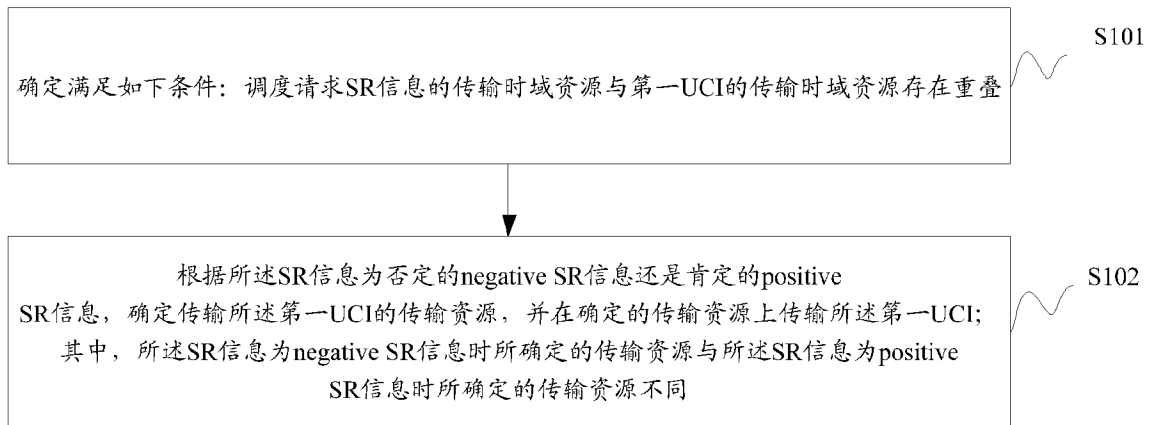 S101
确定满足如下条件：调度请求SR信息的传输时域资源与第一UCI的传输时域资源存在重叠
根据所述SR信息为否定的negative SR信息还是肯定的positive
S102
SR信息，确定传输所述第一UCI的传输资源，并在确定的传输资源上传输所述第一UCI;
其中，所述SR信息为negative SR信息时所确定的传输资源与所述SR信息为positive
SR信息时所确定的传输资源不同